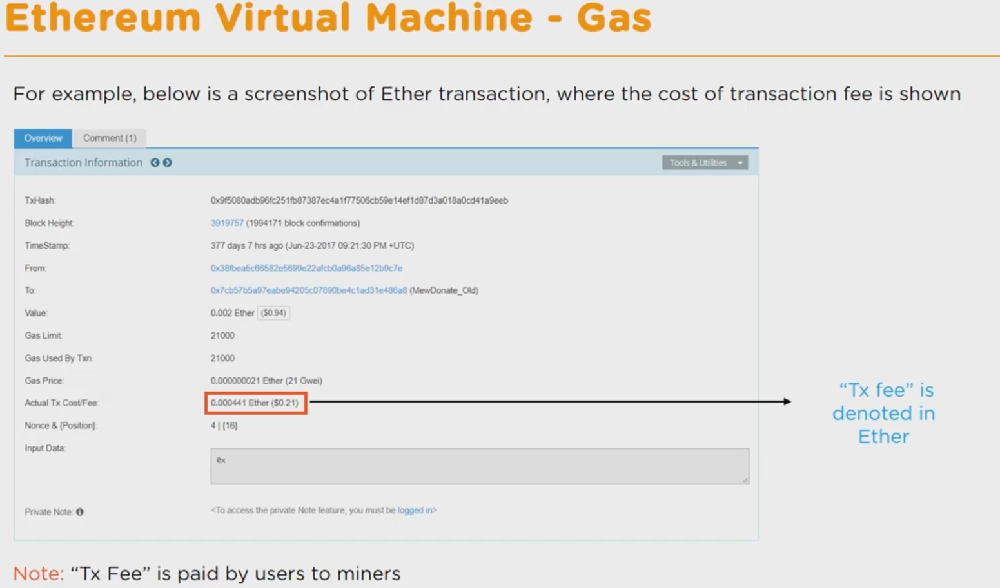 Ethereum Virtual Machine - Gas
For example, below is a screenshot of Ether transaction, where the cost of transaction fee is shown
Overview Comment (1)
Transaction Information Tools & Utilities
TxHash: 0x9f5080adb96fc251fb87387ec4a1f77506cb59e14ef1d87d3a018a0cd41a9eeb
Block Height: 3919757 (1994171 block confirmations)
TimeStamp: 377 days 7 hrs ago (Jun-23-2017 09:21:30 PM +UTC)
From: 0x38fbea5c66582e5699e22afcb0a96a85e12b9c7e
To: 0x7cb57b5a97eabe94205c07890be4c1ad31e486a8 (MewDonate_Old)
Value: 0.002 Ether ($0.94)
Gas Limit: 21000
Gas Used By Txn: 21000
Gas Price: 0.000000021 Ether (21 Gwei)
Actual Tx Cost/Fee: 0.000441 Ether ($0.21)
Nonce & {Position}: 4 | {16}
Input Data:
0x
Private Note: <To access the private Note feature, you must be logged in>
“Tx fee” is
denoted in
Ether
Note: “Tx Fee” is paid by users to miners